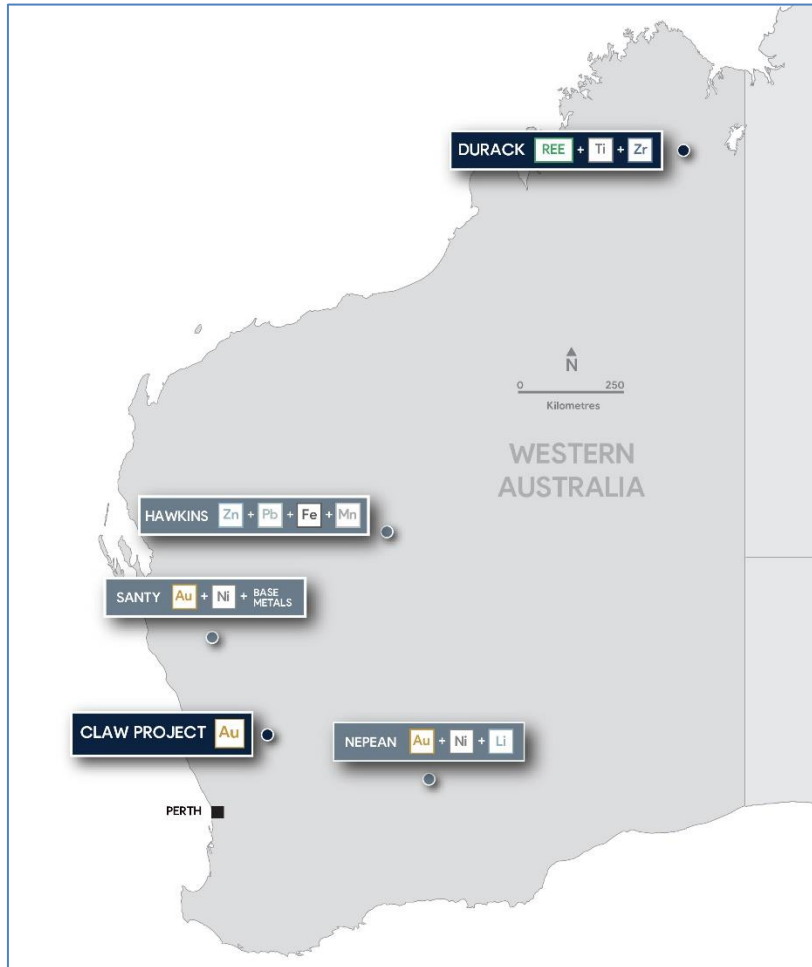 DURACK REE + Ti + Zr
N
0 250
Kilometres
WESTERN
AUSTRALIA
HAWKINS Zn + Pb + Fe + Mn
SANTY Au + Ni + BASE
METALS
CLAW PROJECT Au
NEPEAN Au + Ni + Li
PERTH